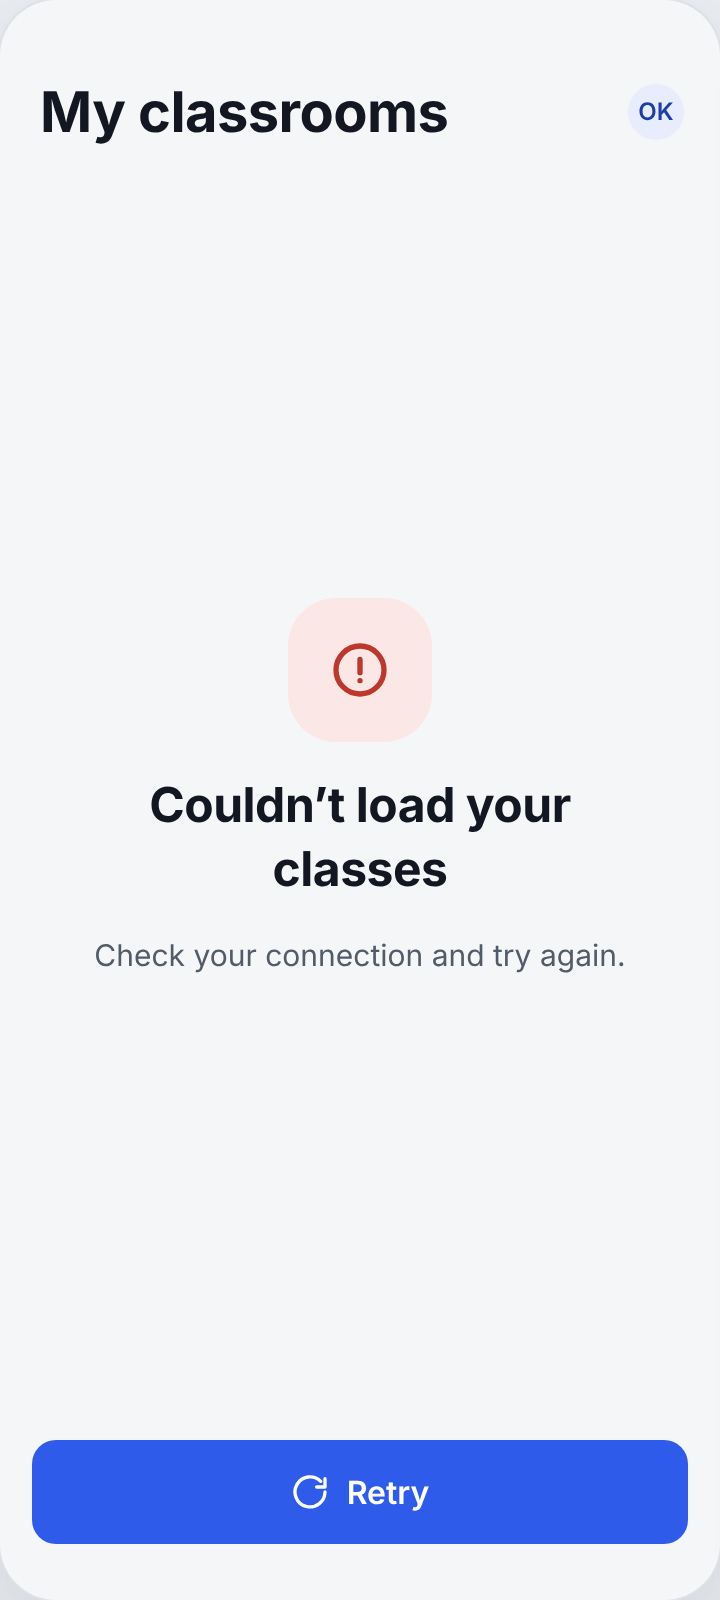 My classrooms
OK
Couldn’t load your
classes
Check your connection and try again.
Retry